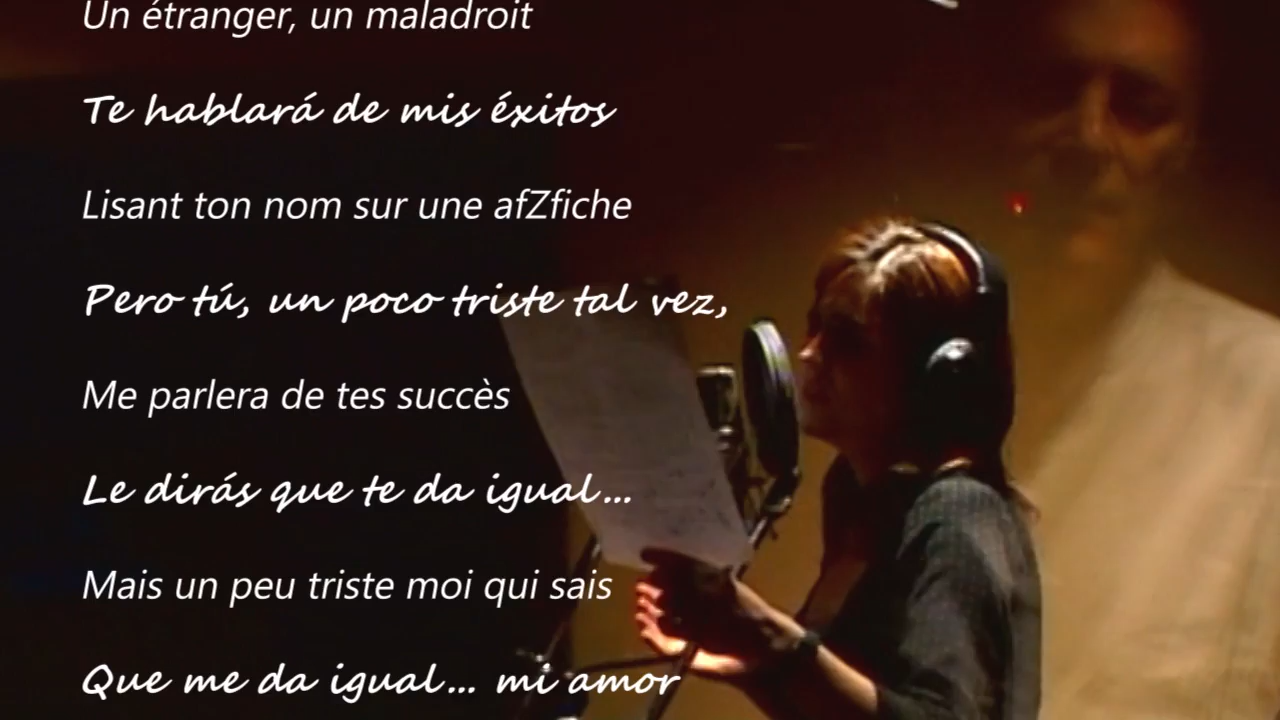 Un étranger, un maladroit
Te hablará de mis éxitos
Lisant ton nom sur une afZfiche
Pero tú, un poco triste tal vez,
Me parlera de tes succès
Le dirás que te da igual...
Mais un peu triste moi qui sais
Que me da igual... mi amor